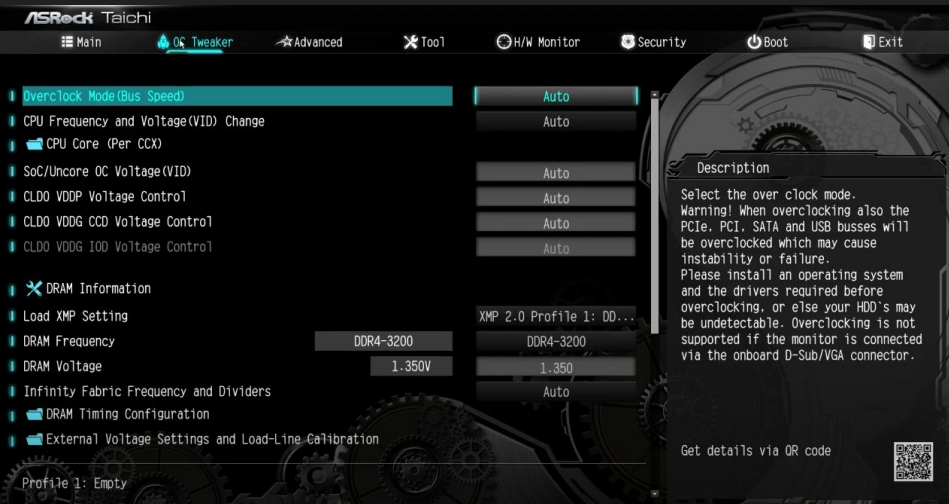 ASRock Taichi
Main OC Tweaker Advanced Tool H/W Monitor Security Boot Exit
Overclock Mode(Bus Speed) Auto
CPU Frequency and Voltage(VID) Change Auto
CPU Core (Per CCX)
SoC/Uncore OC Voltage(VID) Auto
CLDO VDDP Voltage Control Auto
CLDO VDDG CCD Voltage Control Auto
CLDO VDDG IOD Voltage Control Auto
DRAM Information
Load XMP Setting XMP 2.0 Profile 1: DD...
DRAM Frequency DDR4-3200 DDR4-3200
DRAM Voltage 1.350V 1.350
Infinity Fabric Frequency and Dividers Auto
DRAM Timing Configuration
External Voltage Settings and Load-Line Calibration
Profile 1: Empty
Description
Select the over clock mode.
Warning! When overclocking also the
PCIe, PCI, SATA and USB busses will
be overclocked which may cause
instability or failure.
Please install an operating system
and the drivers required before
overclocking, or else your HDD`s may
be undetectable. Overclocking is not
supported if the monitor is connected
via the onboard D-Sub/VGA connector.
Get details via QR code